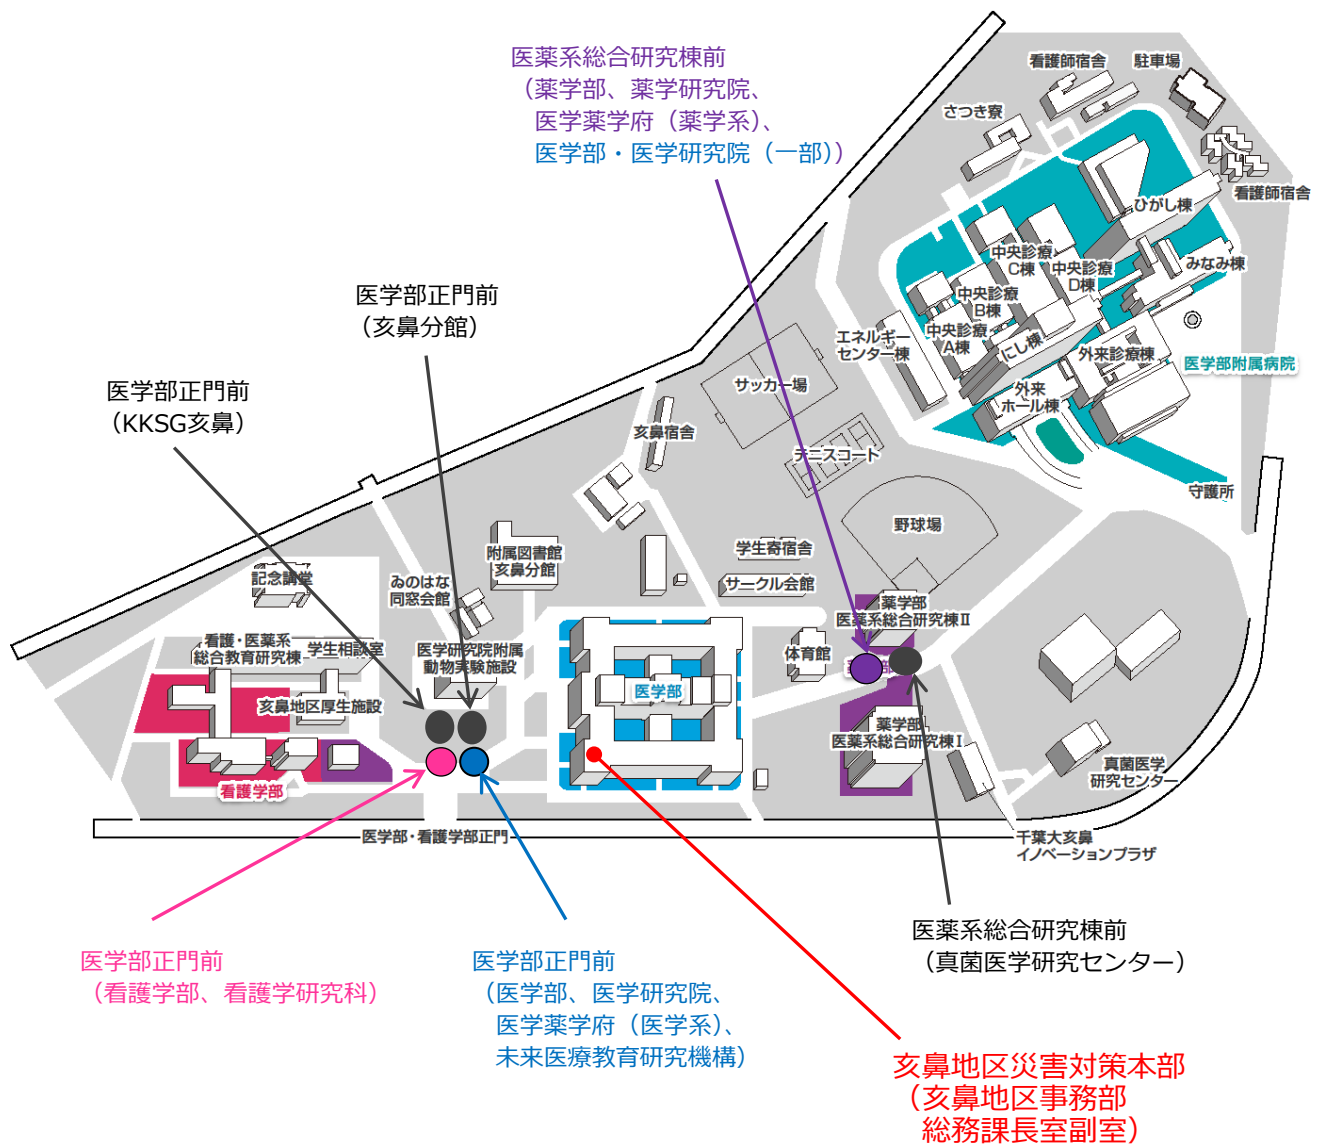 医薬系総合研究棟前
（薬学部、薬学研究院、
医学薬学府（薬学系）、
医学部・医学研究院（一部））
看護師宿舎
駐車場
さつき寮
看護師宿舎
ひがし棟
中央診療
C棟
中央診療
D棟
みなみ棟
中央診療
B棟
中央診療
A棟
エネルギー
センター棟
にし棟
外来診療棟
医学部附属病院
外来
ホール棟
守護所
医学部正門前
（亥鼻分館）
医学部正門前
（KKSG亥鼻）
サッカー場
亥鼻宿舎
テニスコート
野球場
学生寄宿舎
サークル会館
附属図書館
亥鼻分館
記念講堂
ゐのはな
同窓会館
薬学部
医薬系総合研究棟Ⅱ
看護・医薬系
総合教育研究棟
学生相談室
医学研究院附属
動物実験施設
体育館
医学部
亥鼻地区厚生施設
薬学部
医薬系総合研究棟Ⅰ
真菌医学
研究センター
看護学部
医学部・看護学部正門
千葉大亥鼻
イノベーションプラザ
医薬系総合研究棟前
（真菌医学研究センター）
医学部正門前
（看護学部、看護学研究科）
医学部正門前
（医学部、医学研究院、
医学薬学府（医学系）、
未来医療教育研究機構）
亥鼻地区災害対策本部
（亥鼻地区事務部
総務課長室副室）